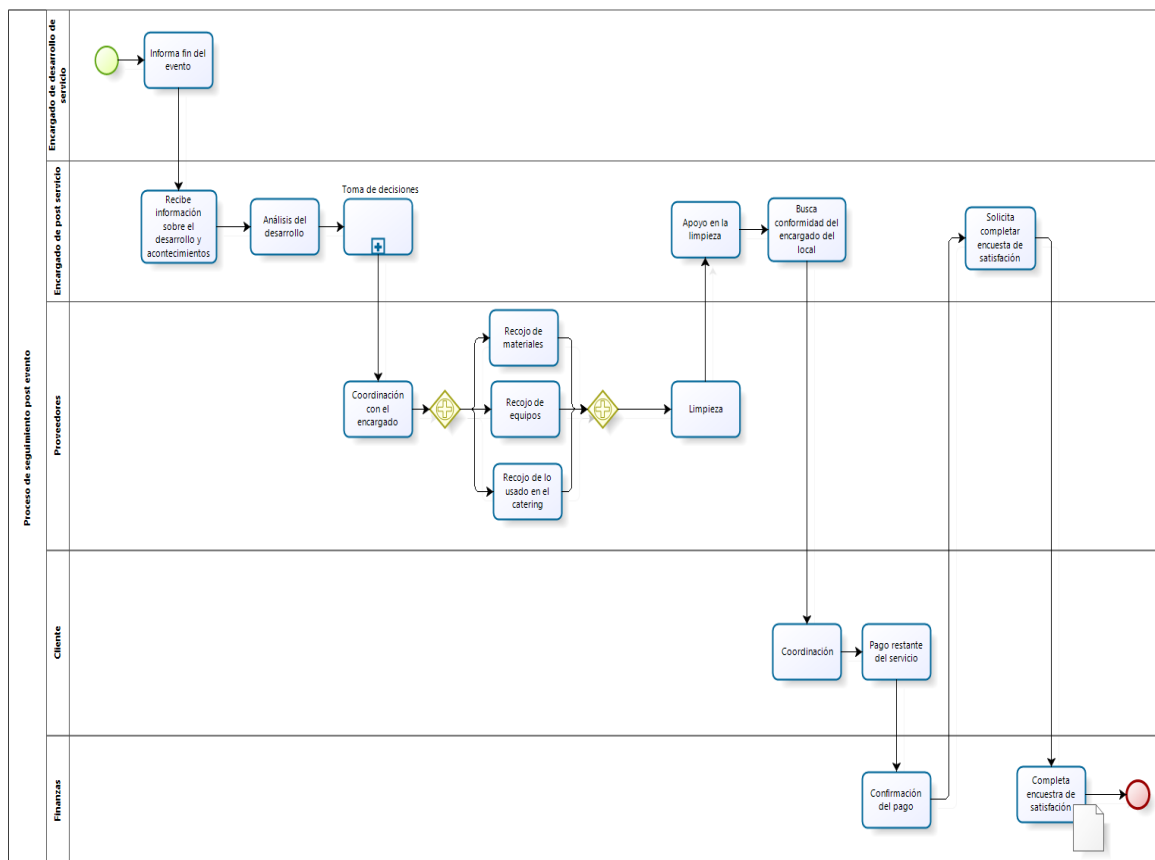 Proceso de seguimiento post evento
Encargado de desarrollo de
servicio
Informa fin del
evento
Encargado de post servicio
Recibe
información
sobre el
desarrollo y
acontecimientos
Análisis del
desarrollo
Toma de decisiones
Apoyo en la
limpieza
Busca
conformidad del
encargado del
local
Solicita
completar
encuesta de
satisfacción
Proveedores
Coordinación
con el
encargado
Recojo de
materiales
Recojo de
equipos
Recojo de lo
usado en el
catering
Limpieza
Cliente
Coordinación
Pago restante
del servicio
Finanzas
Confirmación
del pago
Completa
encuestra de
satisfacción